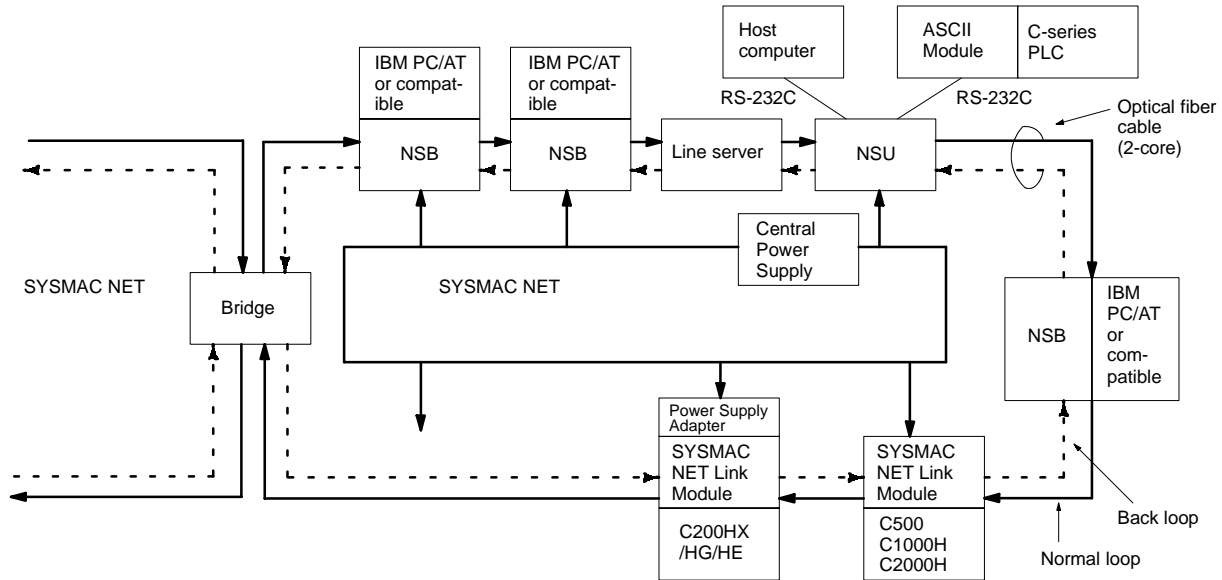 Host
computer
ASCII
Module
C-series
PLC
IBM PC/AT
or compat-
ible
IBM PC/AT
or compat-
ible
RS-232C
RS-232C
Optical fiber
cable
(2-core)
NSB
NSB
Line server
NSU
Central
Power
Supply
SYSMAC NET
Bridge
SYSMAC NET
NSB
IBM
PC/AT
or
com-
patible
Power Supply
Adapter
SYSMAC
NET Link
Module
SYSMAC
NET Link
Module
C200HX
/HG/HE
C500
C1000H
C2000H
Back loop
Normal loop